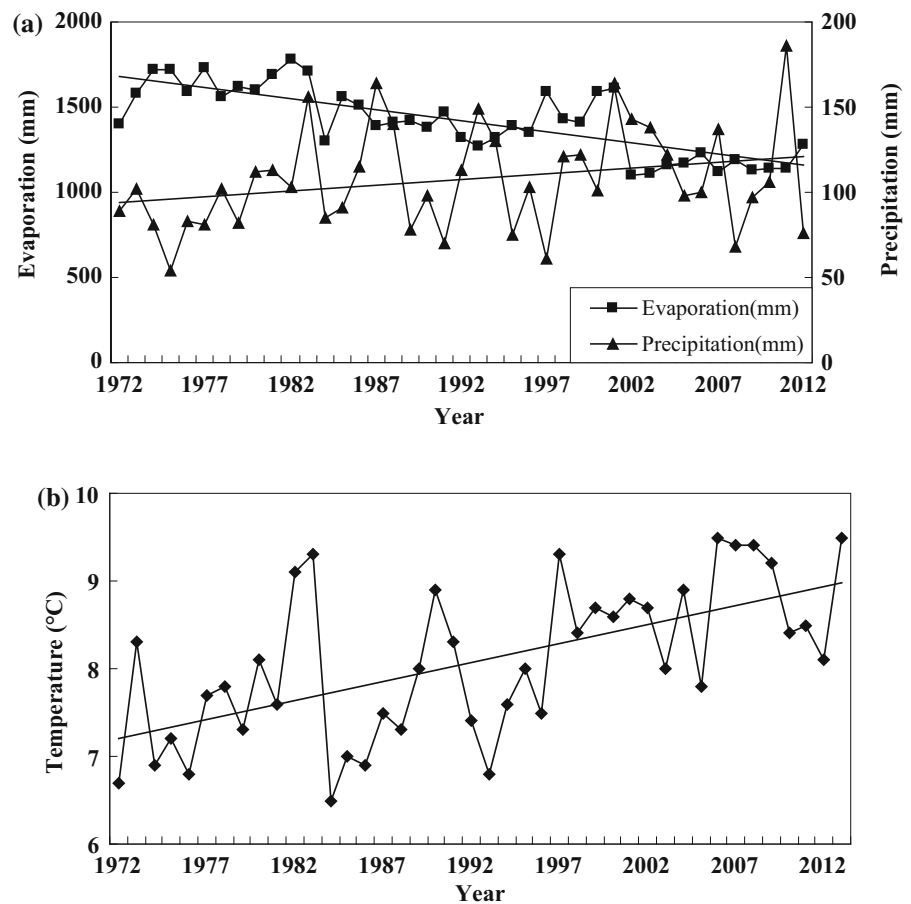 (a)
2000
200
1500
150
1000
100
500
50
0
0
Evaporation (mm)
Precipitation (mm)
Evaporation(mm)
Precipitation(mm)
1972 1977 1982 1987 1992 1997 2002 2007 2012
Year
(b)
10
9
8
7
6
Temperature (°C)
1972 1977 1982 1987 1992 1997 2002 2007 2012
Year